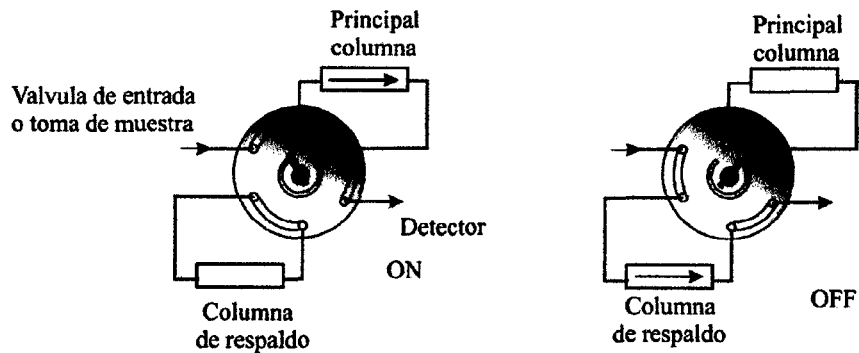 Principal
columna
Valvula de entrada
o toma de muestra
Detector
ON
Columna
de respaldo
Principal
columna
OFF
Columna
de respaldo